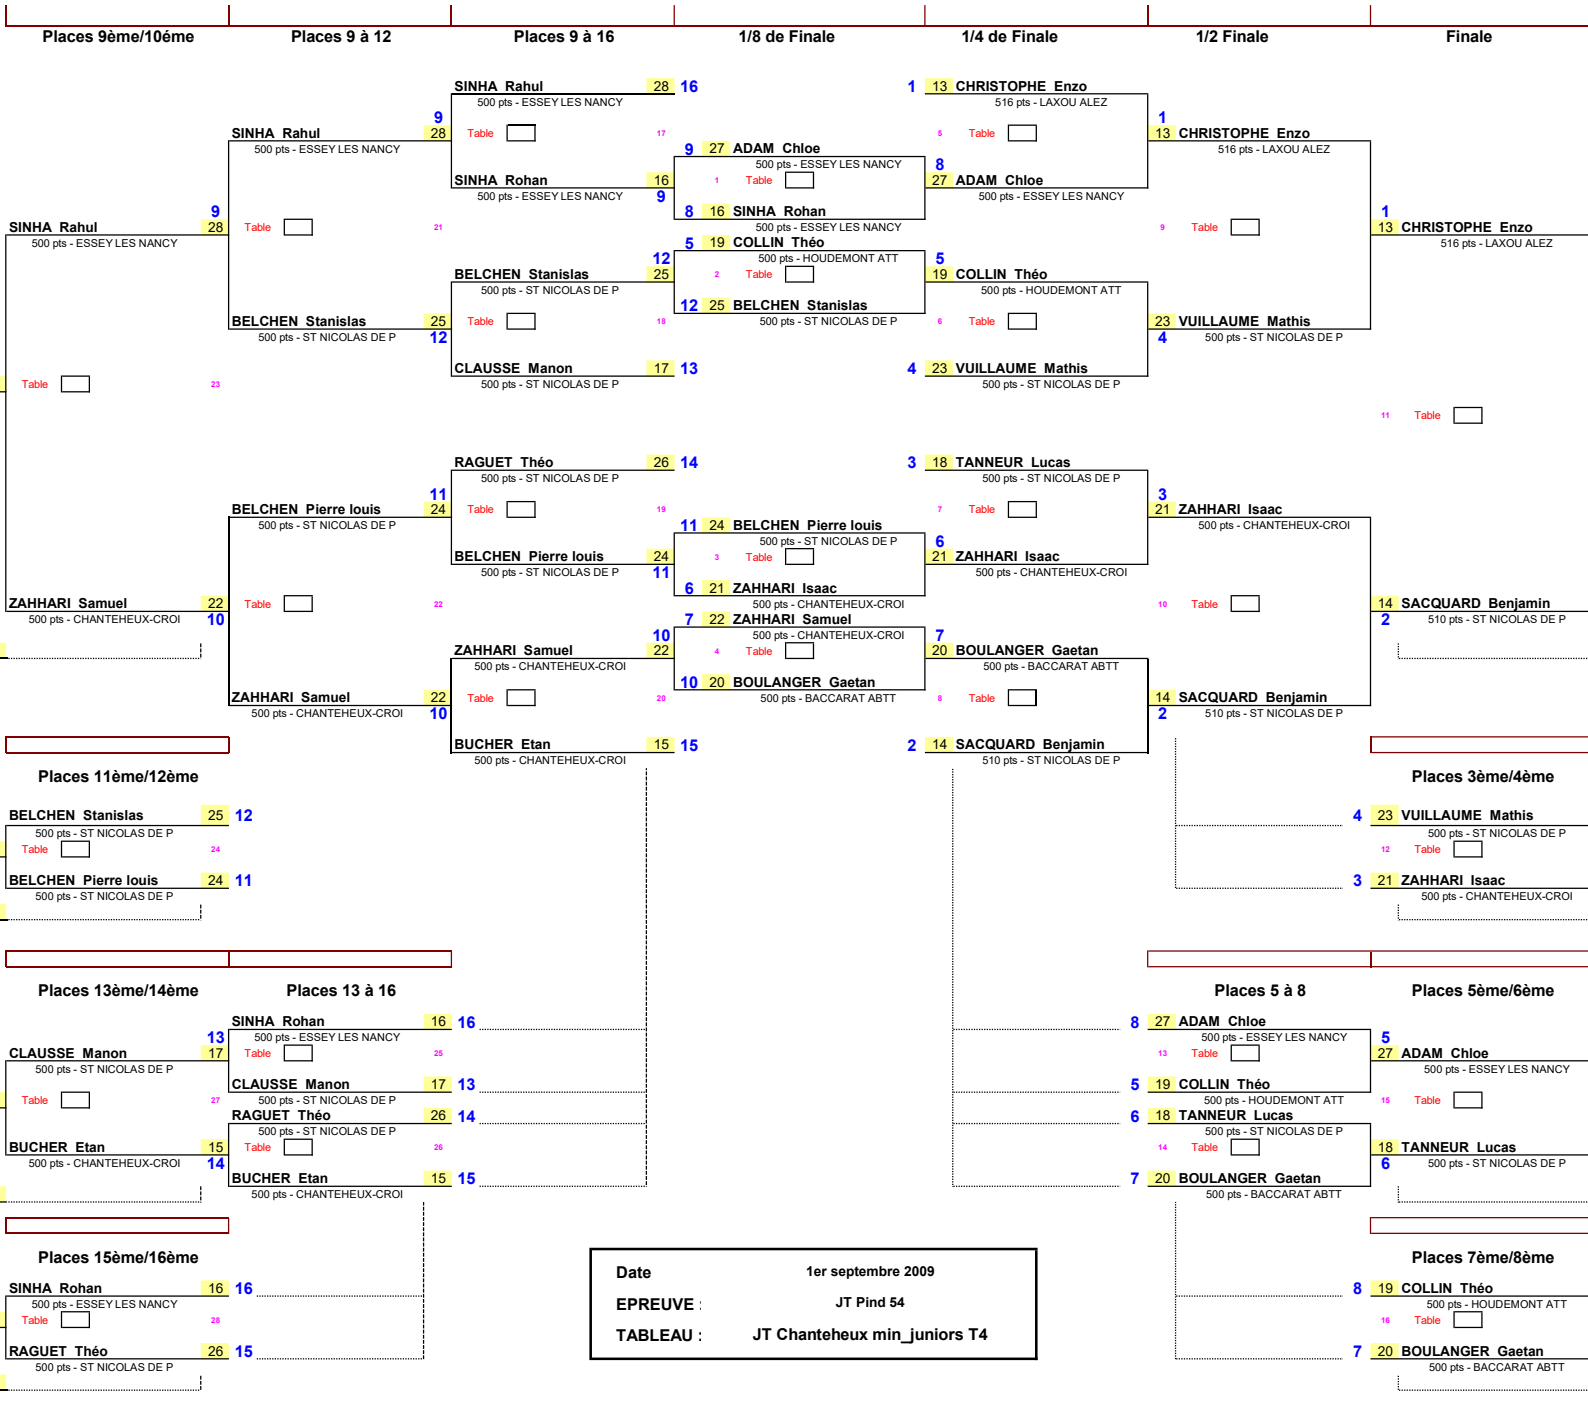 Places 9ème/10éme Places 9 à 12 Places 9 à 16 1/8 de Finale 1/4 de Finale 1/2 Finale Finale
SINHA Rahul 28 16 1 13 CHRISTOPHE Enzo
500 pts - ESSEY LES NANCY 516 pts - LAXOU ALEZ
9 1
SINHA Rahul 28 Table 17 5 Table 13 CHRISTOPHE Enzo
500 pts - ESSEY LES NANCY 9 27 ADAM Chloe 516 pts - LAXOU ALEZ
500 pts - ESSEY LES NANCY 8
SINHA Rohan 16 1 Table 27 ADAM Chloe
500 pts - ESSEY LES NANCY 9 500 pts - ESSEY LES NANCY
9 8 16 SINHA Rohan 1
SINHA Rahul 28 Table 21 500 pts - ESSEY LES NANCY 9 Table 13 CHRISTOPHE Enzo
500 pts - ESSEY LES NANCY 5 19 COLLIN Théo 516 pts - LAXOU ALEZ
12 500 pts - HOUDEMONT ATT 5
BELCHEN Stanislas 25 2 Table 19 COLLIN Théo
500 pts - ST NICOLAS DE P 500 pts - HOUDEMONT ATT
12 25 BELCHEN Stanislas
BELCHEN Stanislas 25 Table 18 500 pts - ST NICOLAS DE P 6 Table 23 VUILLAUME Mathis
500 pts - ST NICOLAS DE P 12 4 500 pts - ST NICOLAS DE P
CLAUSSE Manon 17 13 4 23 VUILLAUME Mathis
Table 23 500 pts - ST NICOLAS DE P 500 pts - ST NICOLAS DE P
11 Table
RAGUET Théo 26 14 3 18 TANNEUR Lucas
500 pts - ST NICOLAS DE P 500 pts - ST NICOLAS DE P
11 3
BELCHEN Pierre louis 24 Table 19 7 Table 21 ZAHHARI Isaac
500 pts - ST NICOLAS DE P 11 24 BELCHEN Pierre louis 500 pts - CHANTEHEUX-CROI
500 pts - ST NICOLAS DE P 6
BELCHEN Pierre louis 24 3 Table 21 ZAHHARI Isaac
500 pts - ST NICOLAS DE P 11 500 pts - CHANTEHEUX-CROI
6 21 ZAHHARI Isaac
ZAHHARI Samuel 22 Table 22 500 pts - CHANTEHEUX-CROI 10 Table 14 SACQUARD Benjamin
500 pts - CHANTEHEUX-CROI 10 7 22 ZAHHARI Samuel 2 510 pts - ST NICOLAS DE P
10 500 pts - CHANTEHEUX-CROI 7
ZAHHARI Samuel 22 4 Table 20 BOULANGER Gaetan
500 pts - CHANTEHEUX-CROI 500 pts - BACCARAT ABTT
10 20 BOULANGER Gaetan
ZAHHARI Samuel 22 Table 20 500 pts - BACCARAT ABTT 8 Table 14 SACQUARD Benjamin
500 pts - CHANTEHEUX-CROI 10 2 510 pts - ST NICOLAS DE P
BUCHER Etan 15 15 2 14 SACQUARD Benjamin
500 pts - CHANTEHEUX-CROI 510 pts - ST NICOLAS DE P
Places 11ème/12ème Places 3ème/4ème
BELCHEN Stanislas 25 12 4 23 VUILLAUME Mathis
500 pts - ST NICOLAS DE P 500 pts - ST NICOLAS DE P
Table 24 12 Table
BELCHEN Pierre louis 24 11 3 21 ZAHHARI Isaac
500 pts - ST NICOLAS DE P 500 pts - CHANTEHEUX-CROI
Places 13ème/14ème Places 13 à 16 Places 5 à 8 Places 5ème/6ème
SINHA Rohan 16 16 8 27 ADAM Chloe
13 500 pts - ESSEY LES NANCY 500 pts - ESSEY LES NANCY 5
CLAUSSE Manon 17 Table 25 13 Table 27 ADAM Chloe
500 pts - ST NICOLAS DE P 500 pts - ESSEY LES NANCY
CLAUSSE Manon 17 13 5 19 COLLIN Théo
Table 27 500 pts - ST NICOLAS DE P 500 pts - HOUDEMONT ATT 15 Table
RAGUET Théo 26 14 6 18 TANNEUR Lucas
500 pts - ST NICOLAS DE P 500 pts - ST NICOLAS DE P
BUCHER Etan 15 Table 26 14 Table 18 TANNEUR Lucas
500 pts - CHANTEHEUX-CROI 14 6 500 pts - ST NICOLAS DE P
BUCHER Etan 15 15 7 20 BOULANGER Gaetan
500 pts - CHANTEHEUX-CROI 500 pts - BACCARAT ABTT
Places 15ème/16ème Places 7ème/8ème
Date 1er septembre 2009
SINHA Rohan 16 16 8 19 COLLIN Théo
500 pts - ESSEY LES NANCY EPREUVE : JT Pind 54 500 pts - HOUDEMONT ATT
Table 28 16 Table
TABLEAU : JT Chanteheux min_juniors T4
RAGUET Théo 26 15 7 20 BOULANGER Gaetan
500 pts - ST NICOLAS DE P 500 pts - BACCARAT ABTT